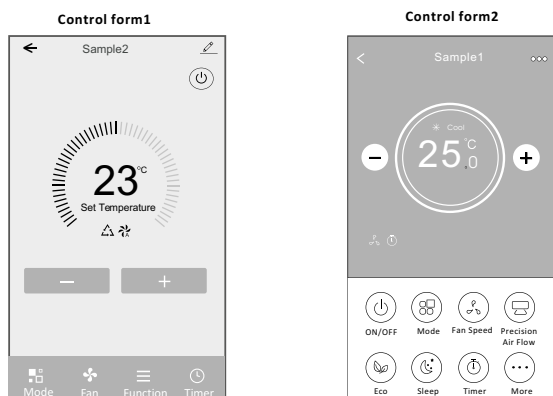 Control form1
Sample2
23°C
Set Temperature
A
Mode
Fan
Function
Timer
Control form2
Sample1
Cool
25.0°C
ON/OFF
Mode
Fan Speed
Precision
Air Flow
Eco
Sleep
Timer
More